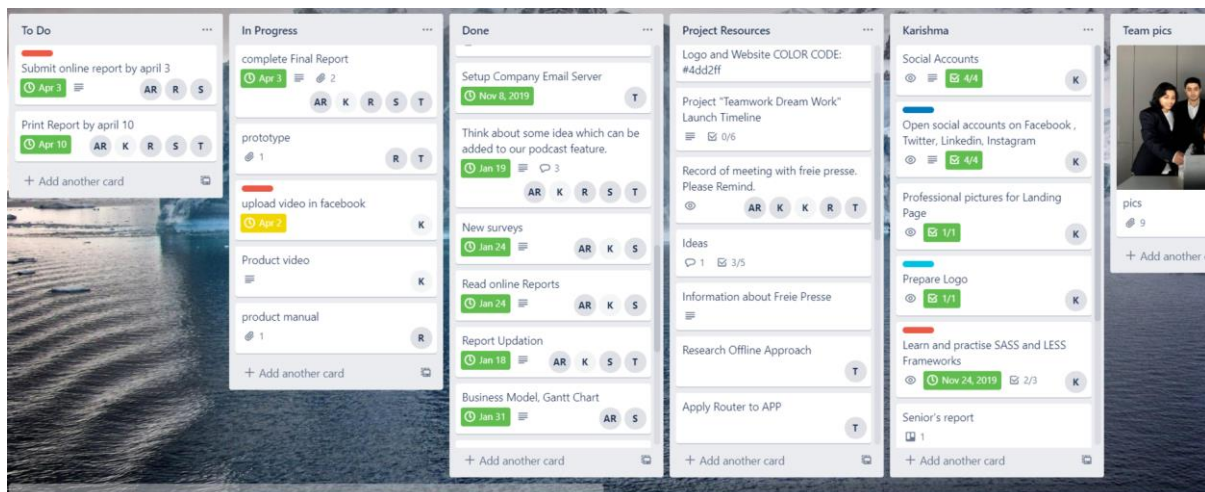 To Do
Submit online report by april 3
Apr 3
AR R S
Print Report by april 10
Apr 10
AR K R S T
+ Add another card
In Progress
complete Final Report
Apr 3 2
AR K R S T
prototype
1
R T
upload video in facebook
Apr 2
K
Product video
K
product manual
1
R
+ Add another card
Done
Setup Company Email Server
Nov 8, 2019
T
Think about some idea which can be
added to our podcast feature.
Jan 19 3
AR K R S T
New surveys
Jan 24
AR K S
Read online Reports
Jan 24
AR K S
Report Updation
Jan 18
AR K S T
Business Model, Gantt Chart
Jan 31
AR S
+ Add another card
Project Resources
Logo and Website COLOR CODE:
#4dd2ff
Project "Teamwork Dream Work"
Launch Timeline
0/6
Record of meeting with freie presse.
Please Remind.
AR K K R T
Ideas
1 3/5
Information about Freie Presse
Research Offline Approach
T
Apply Router to APP
T
+ Add another card
Karishma
Social Accounts
4/4
K
Open social accounts on Facebook ,
Twitter, Linkedin, Instagram
4/4
K
Professional pictures for Landing
Page
1/1
K
Prepare Logo
1/1
K
Learn and practise SASS and LESS
Frameworks
Nov 24, 2019 2/3
K
Senior's report
1
+ Add another card
Team pics
pics
9
+ Add another